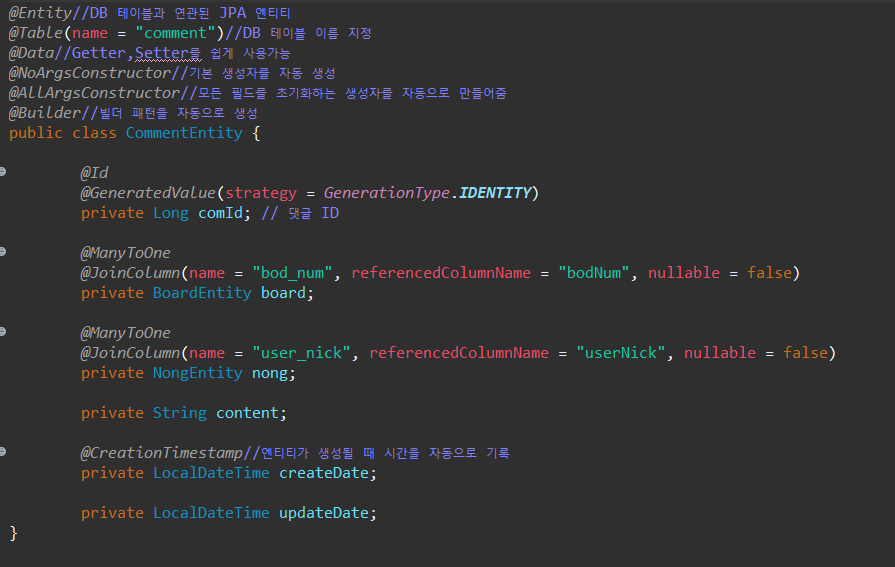 @Entity//DB 테이블과 연관된 JPA 엔티티
@Table(name = "comment")//DB 테이블 이름 지정
@Data//Getter,Setter를 쉽게 사용가능
@NoArgsConstructor//기본 생성자를 자동 생성
@AllArgsConstructor//모든 필드를 초기화하는 생성자를 자동으로 만들어줌
@Builder//빌더 패턴을 자동으로 생성
public class CommentEntity {
@Id
@GeneratedValue(strategy = GenerationType.IDENTITY)
private Long comId; // 댓글 ID
@ManyToOne
@JoinColumn(name = "bod_num", referencedColumnName = "bodNum", nullable = false)
private BoardEntity board;
@ManyToOne
@JoinColumn(name = "user_nick", referencedColumnName = "userNick", nullable = false)
private NongEntity nong;
private String content;
@CreationTimestamp//엔티티가 생성될 때 시간을 자동으로 기록
private LocalDateTime createDate;
private LocalDateTime updateDate;
}